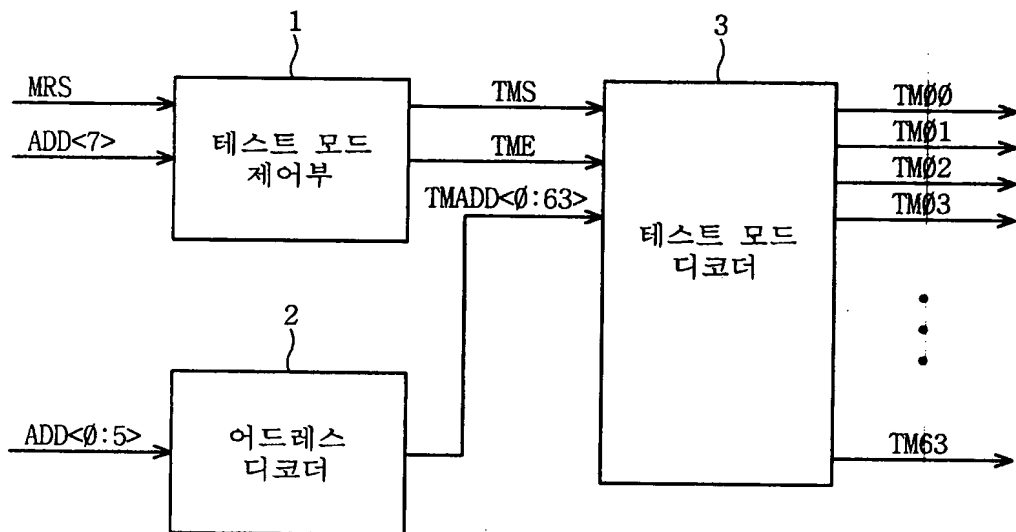 1
MRS
ADD<7>
테스트 모드
제어부
TMS
TME
TMADD<0:63>
2
ADD<0:5>
어드레스
디코더
3
테스트 모드
디코더
TM00
TM01
TM02
TM03
TM63